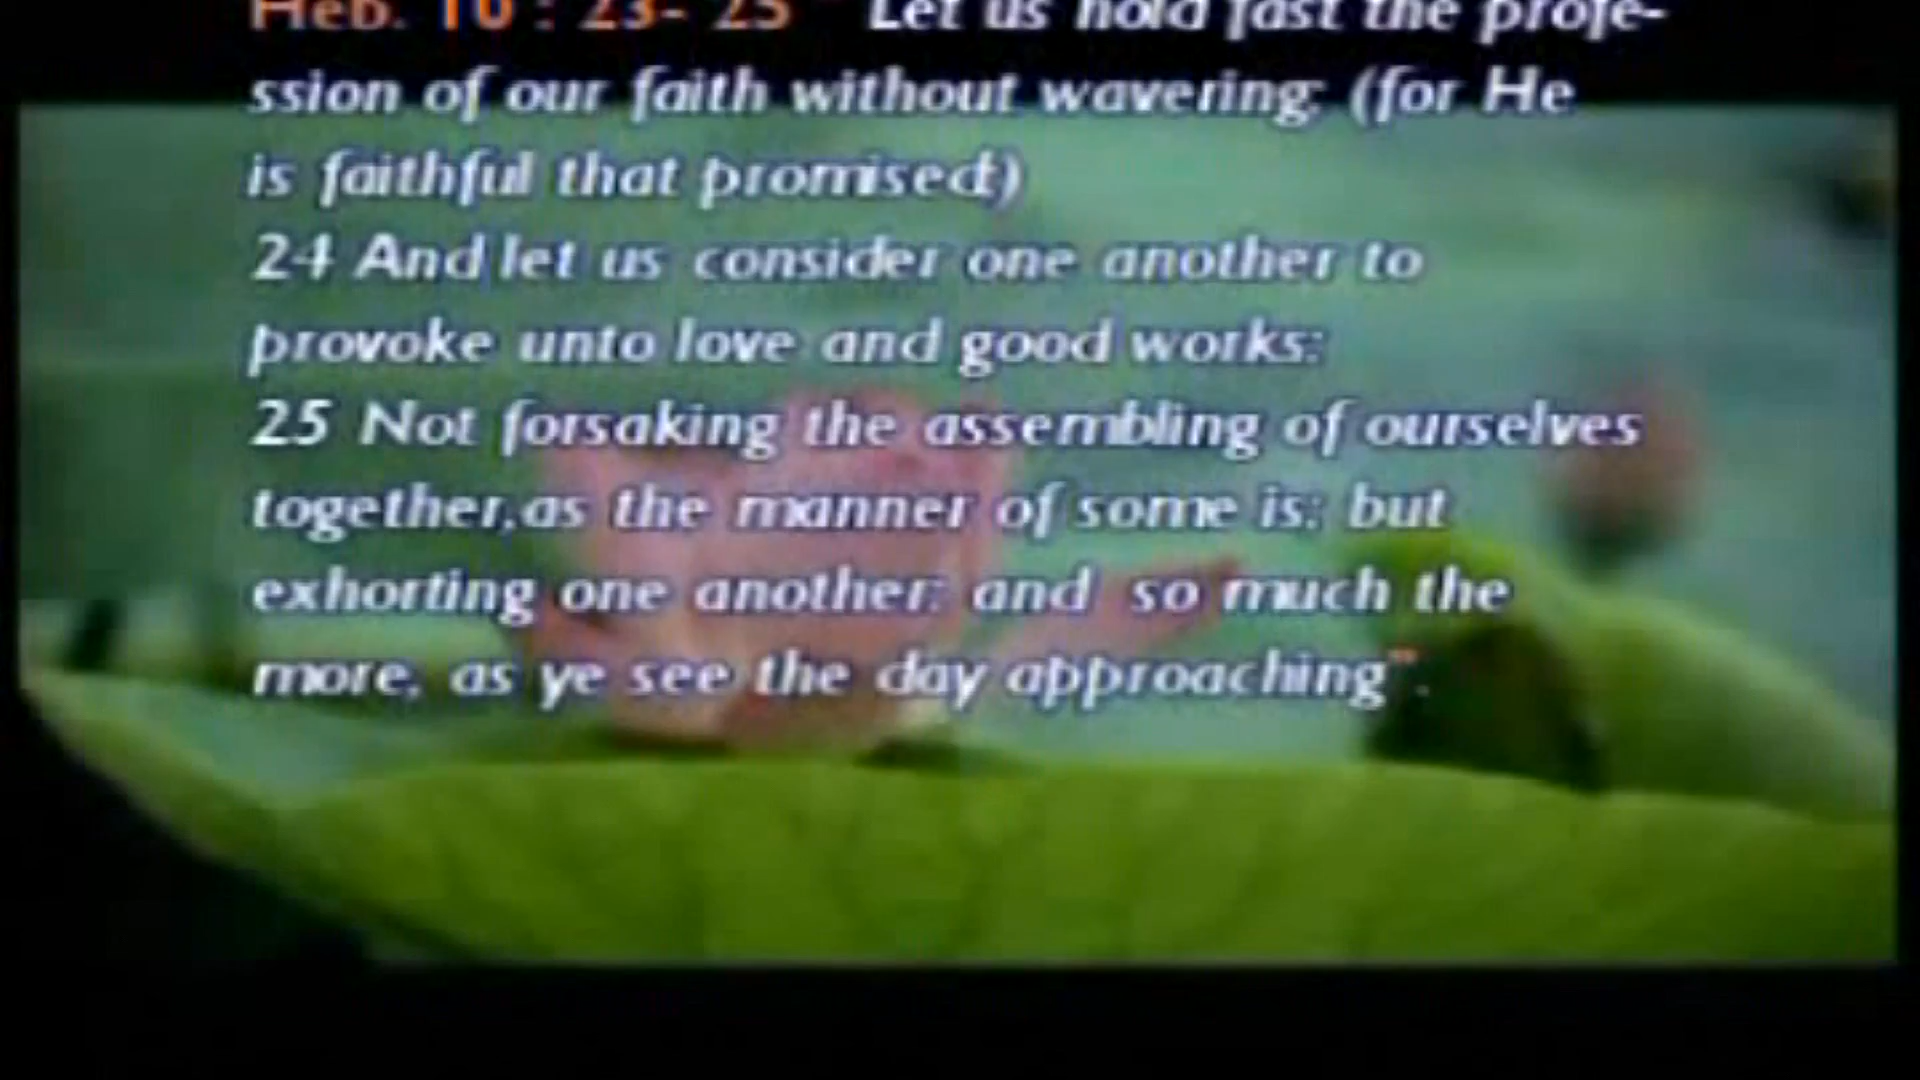 Heb. 10 : 23- 25 " Let us hold fast the profe-
ssion of our faith without wavering; (for He
is faithful that promised;)
24 And let us consider one another to
provoke unto love and good works:
25 Not forsaking the assembling of ourselves
together,as the manner of some is; but
exhorting one another: and so much the
more, as ye see the day approaching".